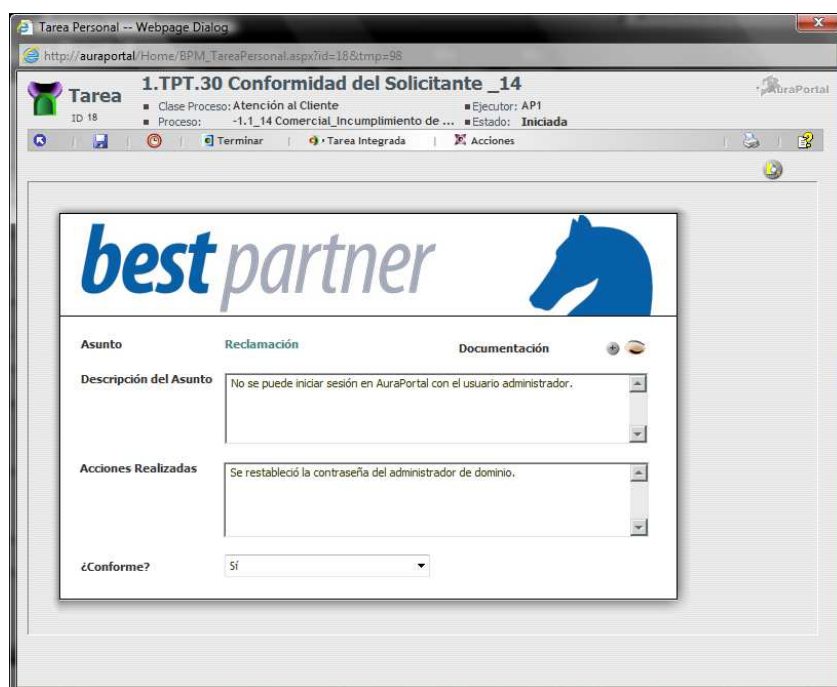 Tarea Personal -- Webpage Dialog
http://auraportal/Home/BPM_TareaPersonal.aspx?id=18&tmp=98
1.TPT.30 Conformidad del Solicitante _14
Tarea
ID 18
Clase Proceso: Atención al Cliente
Ejecutor: AP1
Proceso: -1.1_14 Comercial_Incumplimiento de ...
Estado: Iniciada
AuraPortal
Terminar
Tarea Integrada
Acciones
best partner
Asunto Reclamación Documentación
Descripción del Asunto No se puede iniciar sesión en AuraPortal con el usuario administrador.
Acciones Realizadas Se restableció la contraseña del administrador de dominio.
¿Conforme? Sí